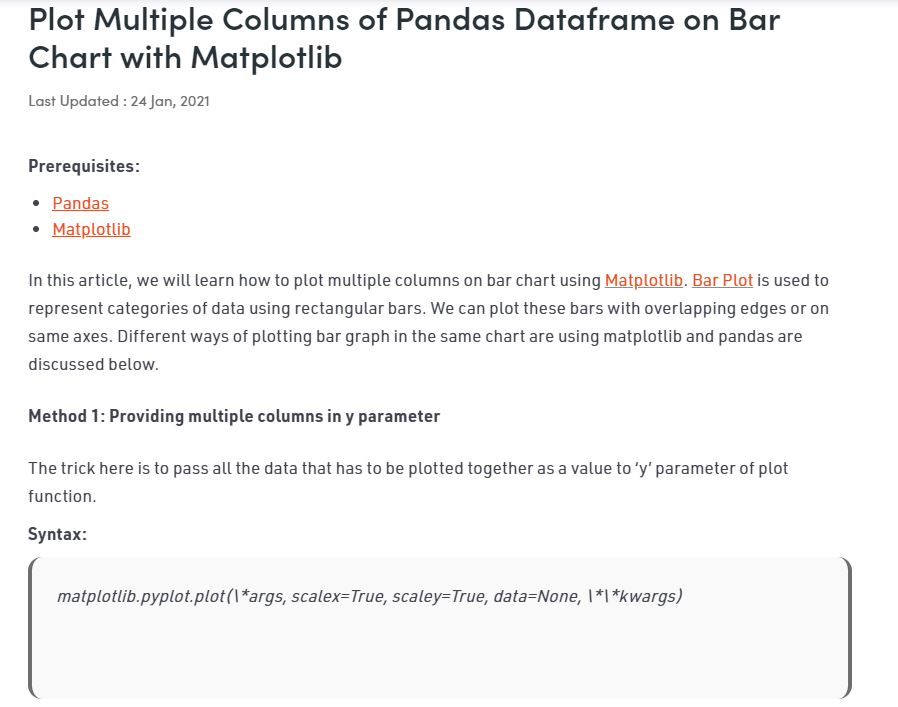 Plot Multiple Columns of Pandas Dataframe on Bar
Chart with Matplotlib
Last Updated : 24 Jan, 2021
Prerequisites:
Pandas
Matplotlib
In this article, we will learn how to plot multiple columns on bar chart using Matplotlib. Bar Plot is used to
represent categories of data using rectangular bars. We can plot these bars with overlapping edges or on
same axes. Different ways of plotting bar graph in the same chart are using matplotlib and pandas are
discussed below.
Method 1: Providing multiple columns in y parameter
The trick here is to pass all the data that has to be plotted together as a value to ‘y’ parameter of plot
function.
Syntax:
matplotlib.pyplot.plot(\*args, scalex=True, scaley=True, data=None, \*\*kwargs)